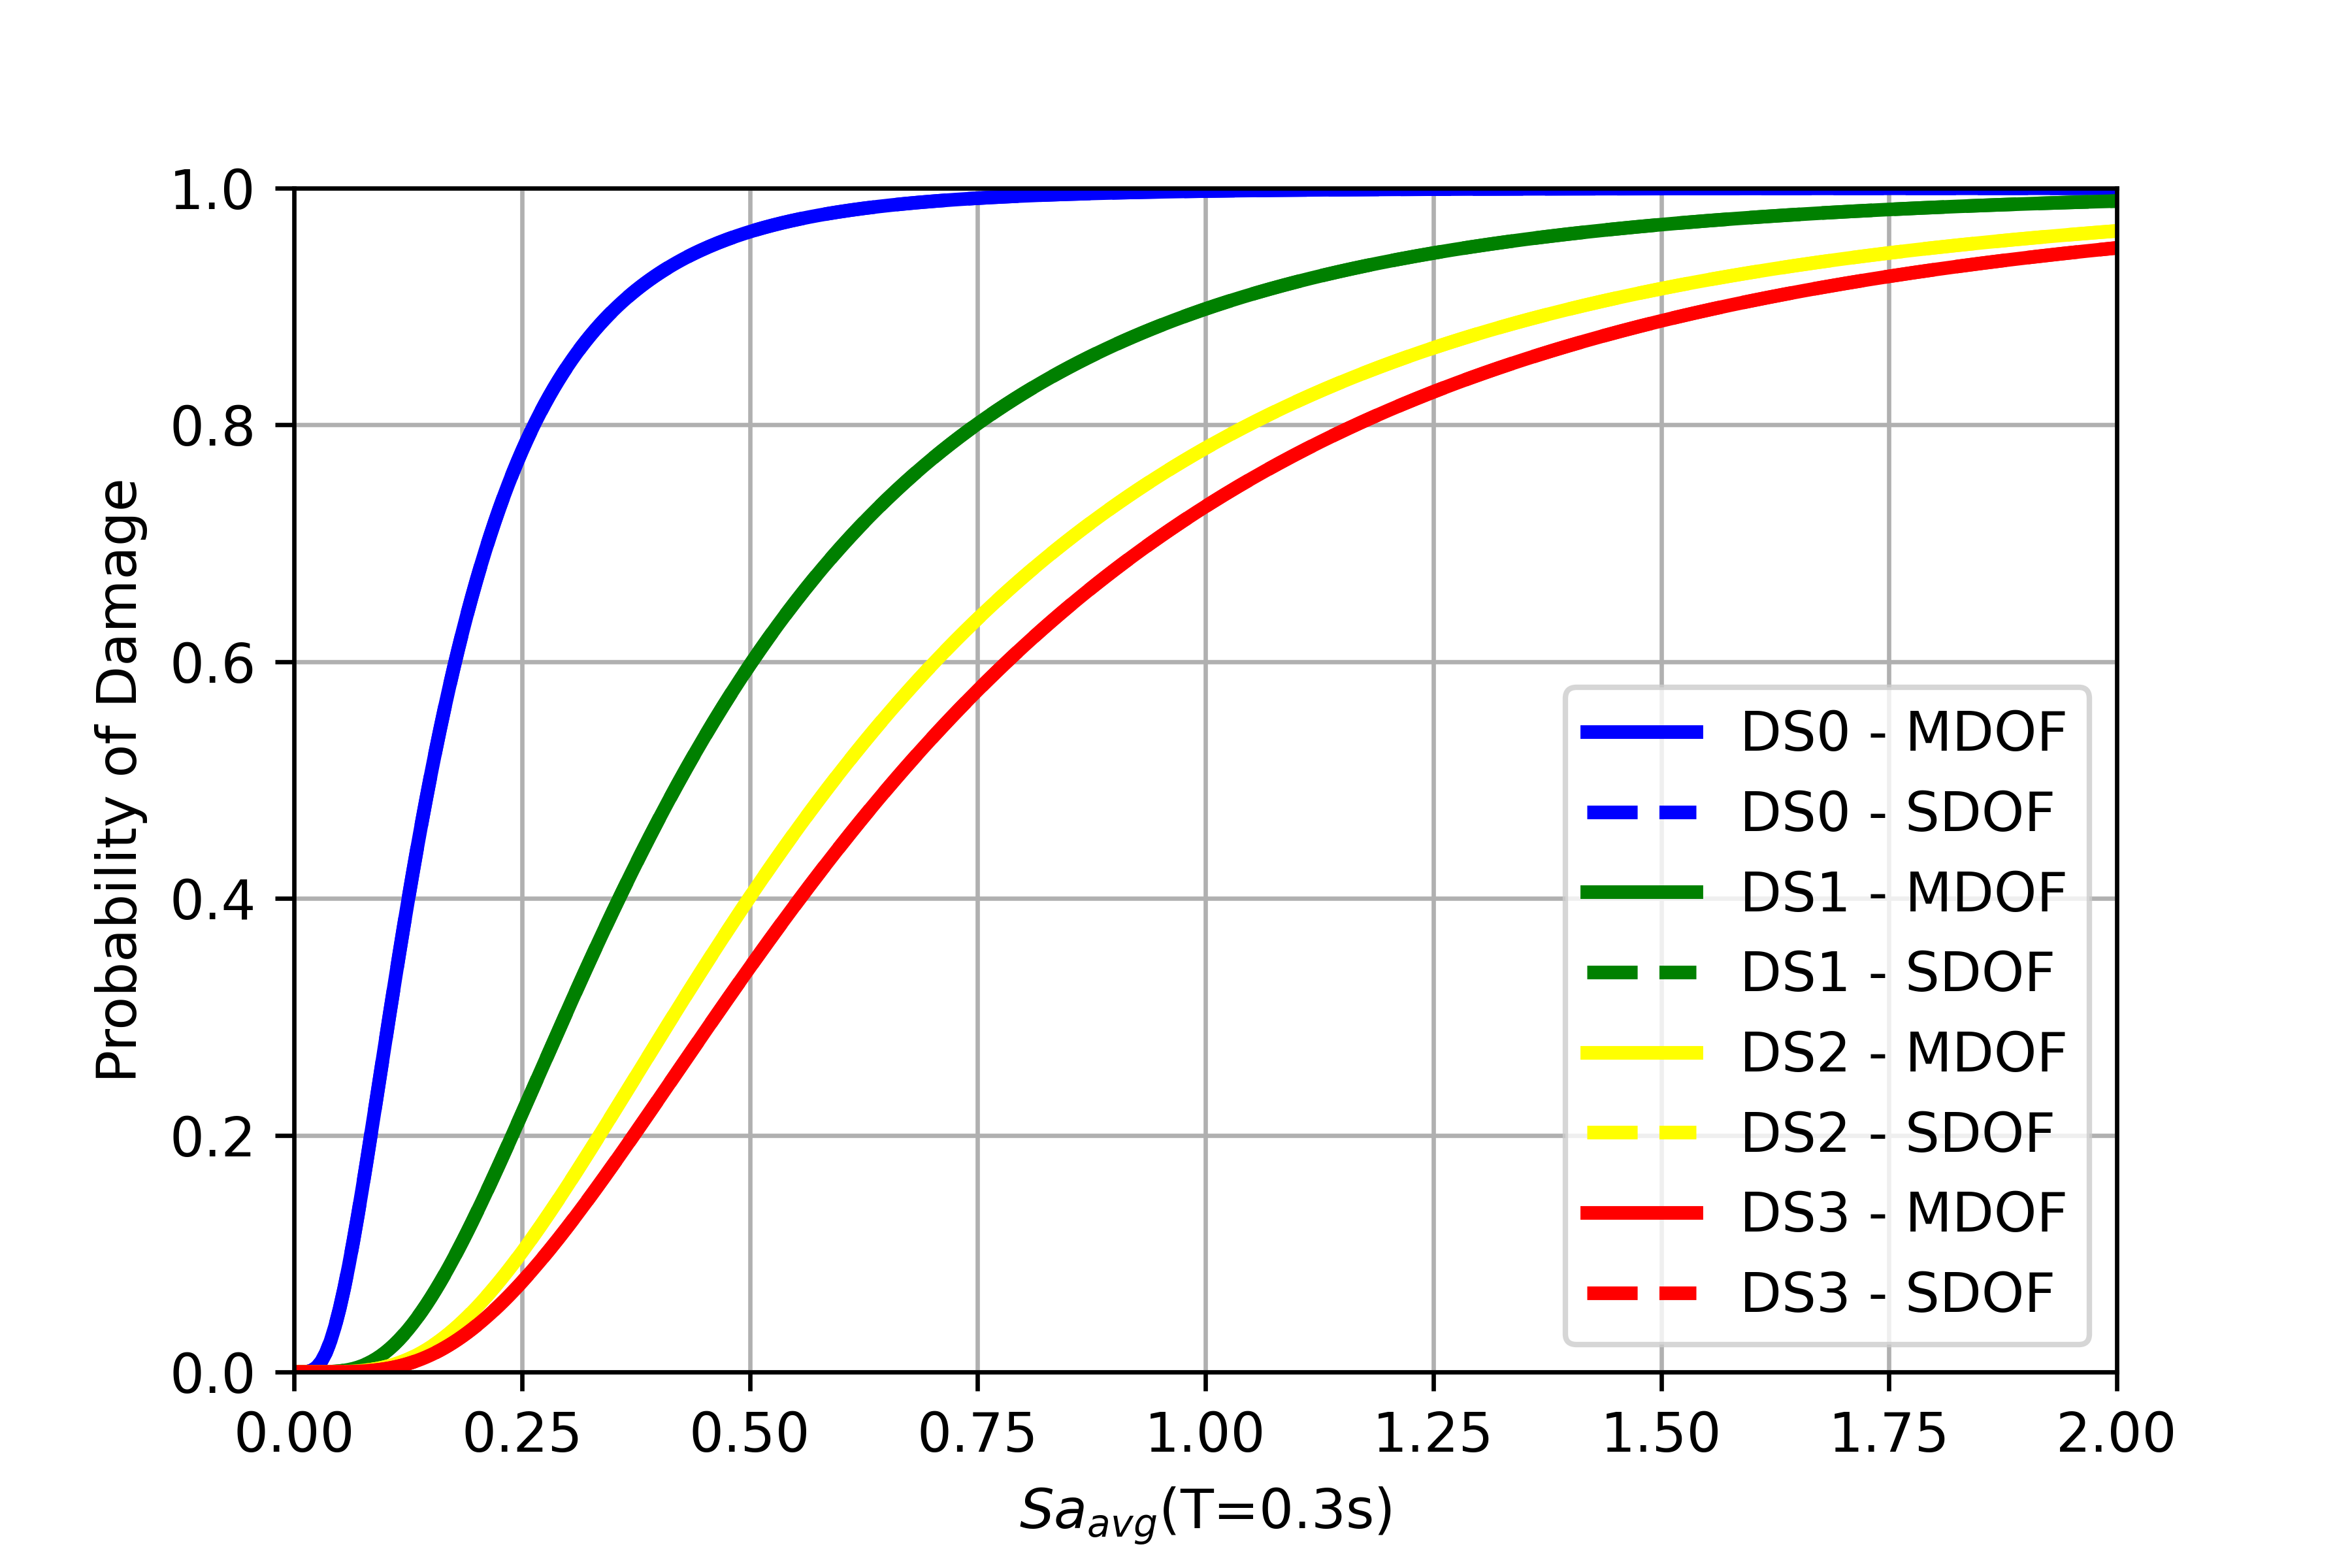 1.0
0.8
0.6
0.4
0.2
0.0
Probability of Damage
0.00 0.25 0.50 0.75 1.00 1.25 1.50 1.75 2.00
Sa_avg(T=0.3s)
DS0 - MDOF
DS0 - SDOF
DS1 - MDOF
DS1 - SDOF
DS2 - MDOF
DS2 - SDOF
DS3 - MDOF
DS3 - SDOF